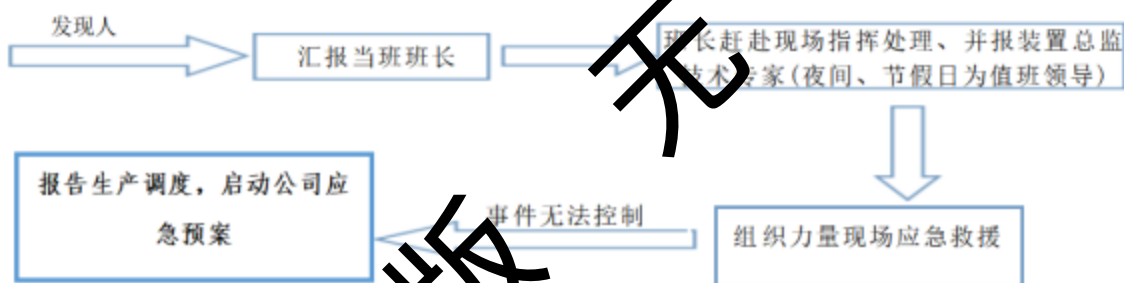 发现人
汇报当班班长
班长赶赴现场指挥处理、并报装置总监
技术专家(夜间、节假日为值班领导)
组织力量现场应急救援
事件无法控制
报告生产调度，启动公司应
急预案
无
版